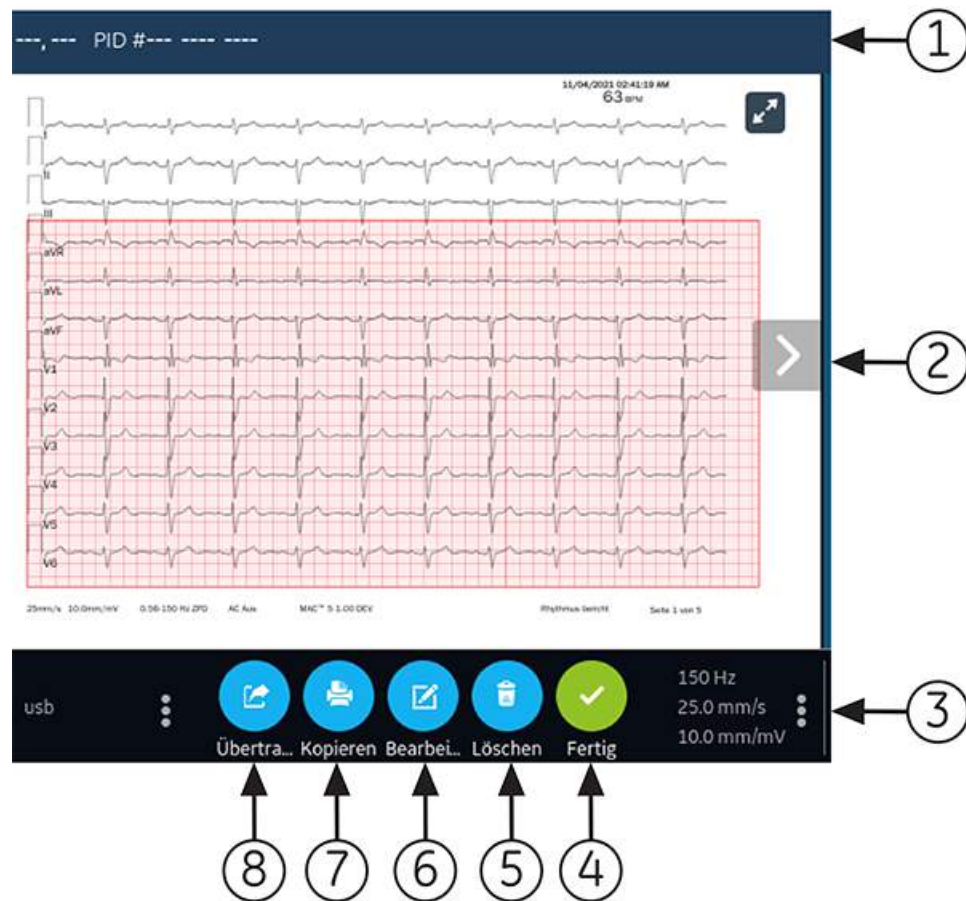 ---, --- PID #--- ---- ----
1
11/04/2021 02:41:19 AM
63 BPM
I
II
III
aVR
aVL
aVF
V1
2
V2
V3
V4
V5
V6
25mm/s 10.0mm/mV 0.56-150 Hz ZPD AC Aus MAC™ 5 1.00 DEV Rhythmus bericht Seite 1 von 5
usb
150 Hz
25.0 mm/s
10.0 mm/mV
3
Übertra... Kopieren Bearbei... Löschen Fertig
8 7 6 5 4